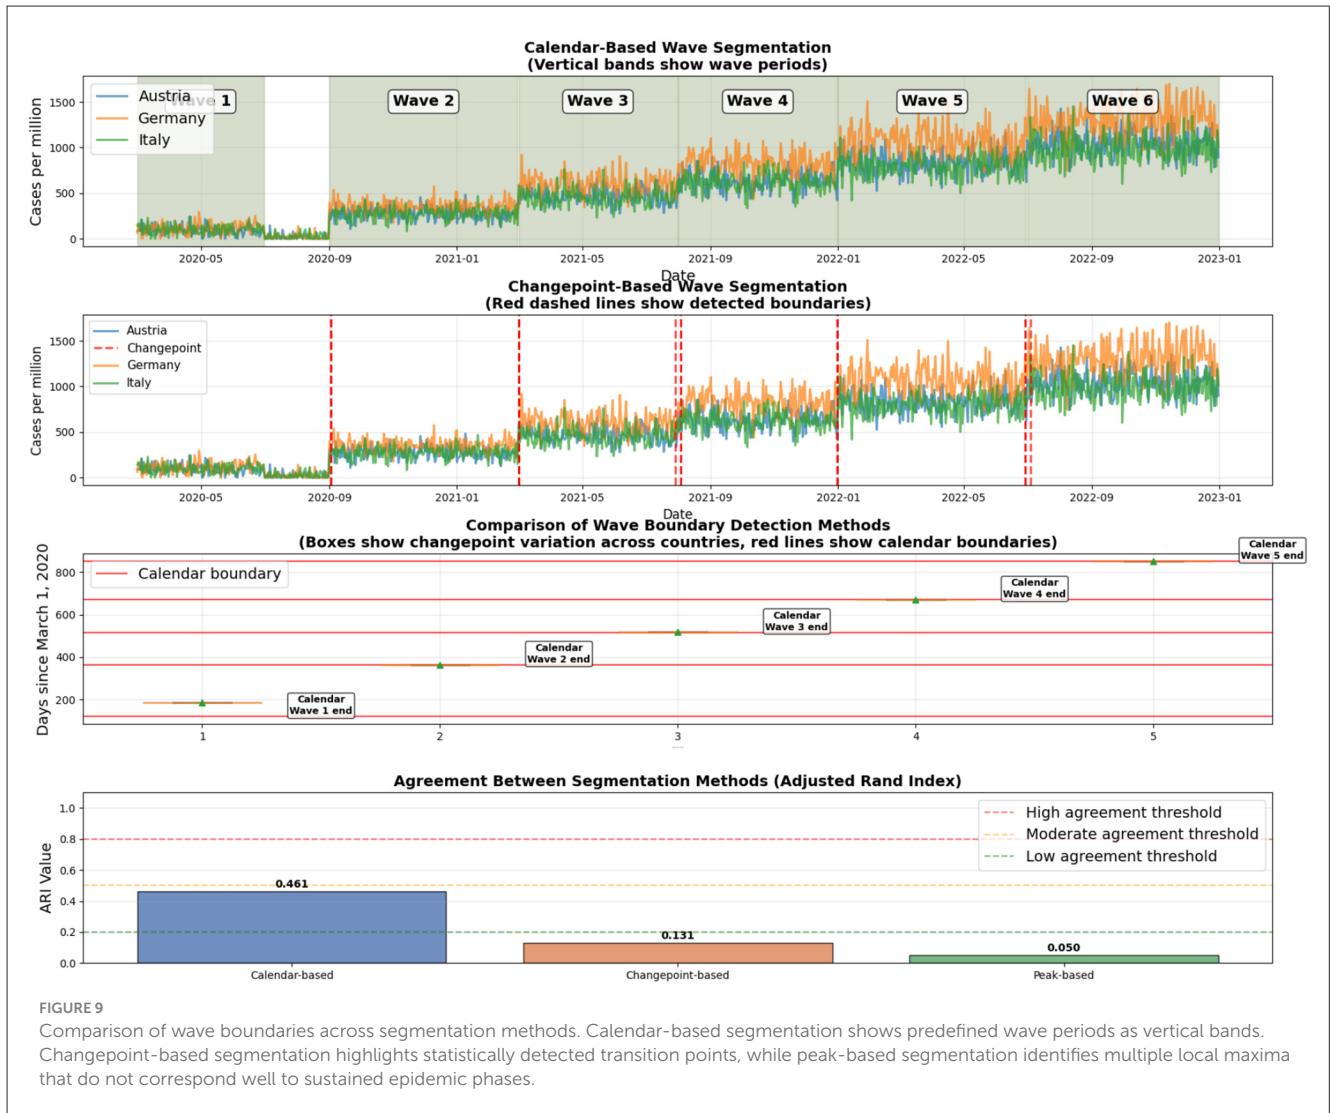 Calendar-Based Wave Segmentation
(Vertical bands show wave periods)
Cases per million
1500
1000
500
0
Austria
Germany
Italy
Wave 1
Wave 2
Wave 3
Wave 4
Wave 5
Wave 6
2020-05
2020-09
2021-01
2021-05
2021-09
2022-01
2022-05
2022-09
2023-01
Date
Changepoint-Based Wave Segmentation
(Red dashed lines show detected boundaries)
Cases per million
1500
1000
500
0
Austria
Changepoint
Germany
Italy
2020-05
2020-09
2021-01
2021-05
2021-09
2022-01
2022-05
2022-09
2023-01
Date
Comparison of Wave Boundary Detection Methods
(Boxes show changepoint variation across countries, red lines show calendar boundaries)
Days since March 1, 2020
800
600
400
200
Calendar boundary
Calendar
Wave 1 end
Calendar
Wave 2 end
Calendar
Wave 3 end
Calendar
Wave 4 end
Calendar
Wave 5 end
1
2
3
4
5
Agreement Between Segmentation Methods (Adjusted Rand Index)
ARI Value
1.0
0.8
0.6
0.4
0.2
0.0
High agreement threshold
Moderate agreement threshold
Low agreement threshold
0.461
0.131
0.050
Calendar-based
Changepoint-based
Peak-based
FIGURE 9
Comparison of wave boundaries across segmentation methods. Calendar-based segmentation shows predefined wave periods as vertical bands.
Changepoint-based segmentation highlights statistically detected transition points, while peak-based segmentation identifies multiple local maxima
that do not correspond well to sustained epidemic phases.